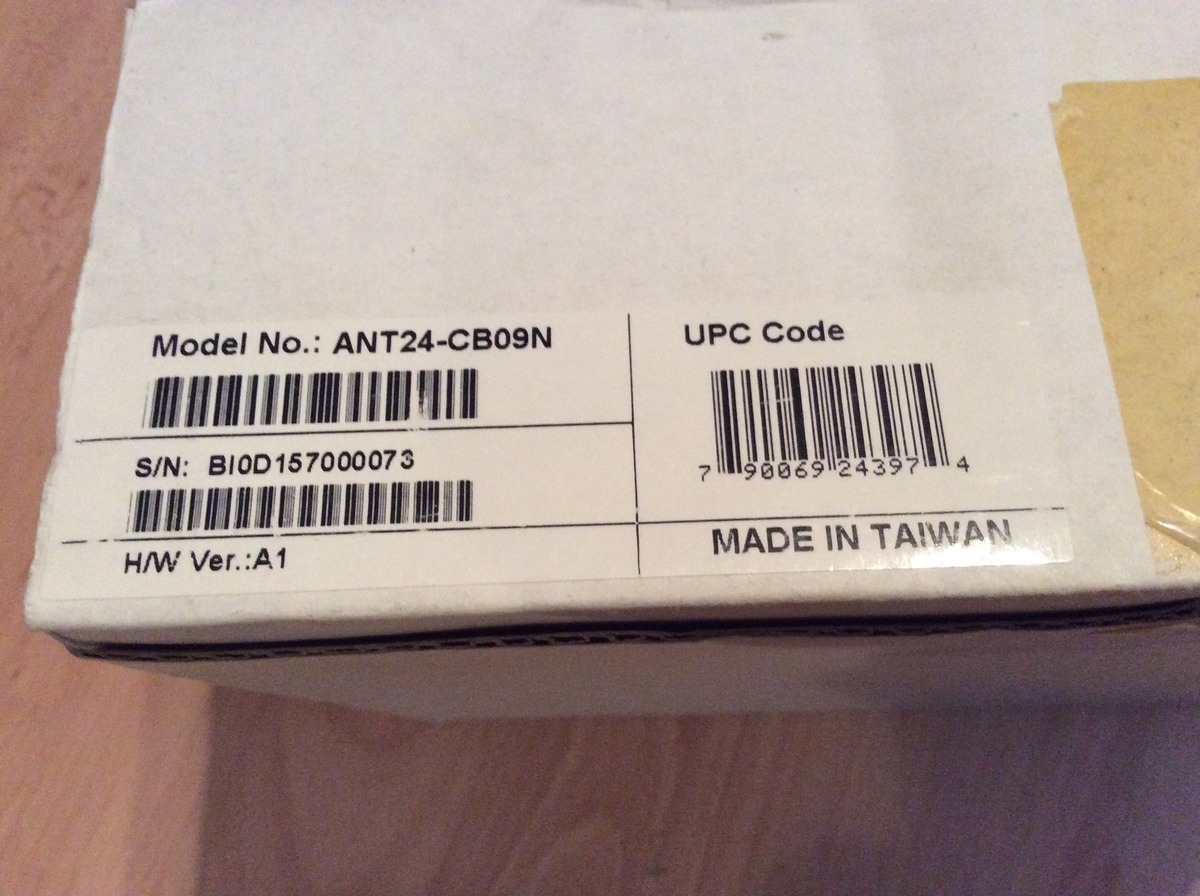 Model No.: ANT24-CB09N
S/N: BI0D157000073
H/W Ver.:A1
UPC Code
7 90069 24397 4
MADE IN TAIWAN